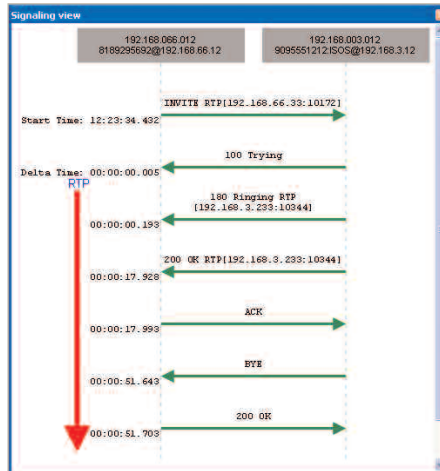 Signaling view
192.168.066.012
8189295692@192.168.66.12
192.168.003.012
9095551212:ISOS@192.168.3.12
INVITE RTP[192.168.66.33:10172]
Start Time: 12:23:34.432
100 Trying
Delta Time: 00:00:00.005
RTP
180 Ringing RTP
[192.168.3.233:10344]
00:00:00.193
200 OK RTP[192.168.3.233:10344]
00:00:17.928
ACK
00:00:17.993
BYE
00:00:51.643
200 OK
00:00:51.703